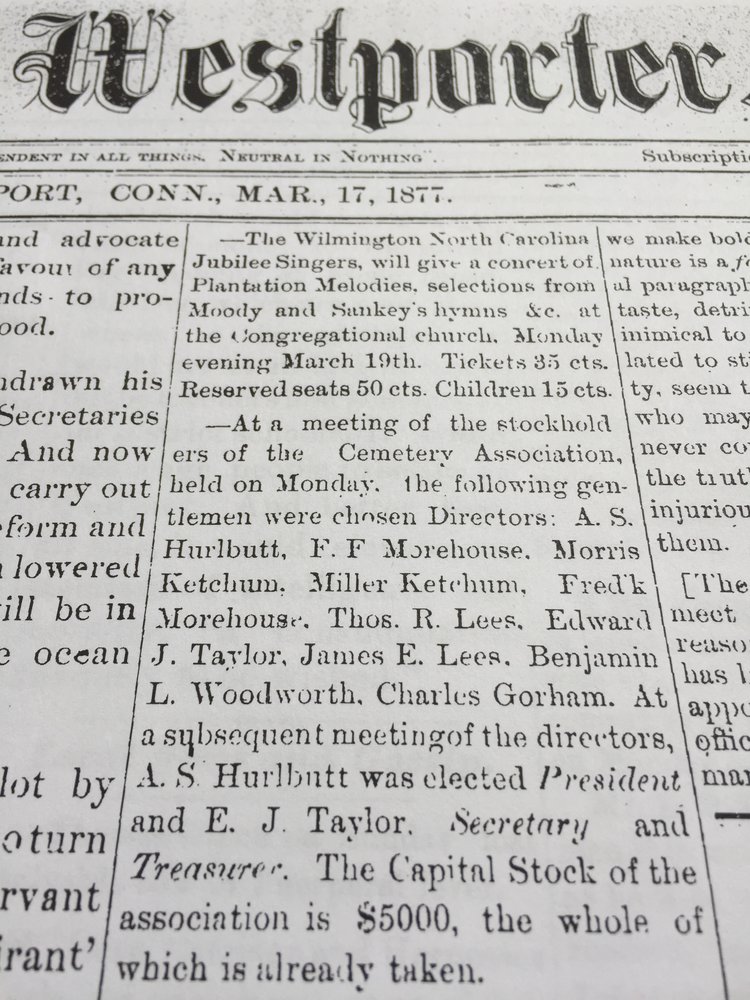 Westporter.
ENDENT IN ALL THINGS. NEUTRAL IN NOTHING". Subscriptio
PORT, CONN., MAR., 17, 1877.
and advocate
favour of any
nds to pro-
ood.
ndrawn his
Secretaries
And now
carry out
eform and
lowered
ill be in
ocean
lot by
oturn
rvant
irant'
—The Wilmington North Carolina
Jubilee Singers, will give a concert of
Plantation Melodies, selections from
Moody and Sankey's hymns &c. at
the Congregational church, Monday
evening March 19th. Tickets 35 cts.
Reserved seats 50 cts. Children 15 cts.
—At a meeting of the stockhold
ers of the Cemetery Association,
held on Monday, the following gen-
tlemen were chosen Directors: A. S.
Hurlbutt, F. F Morehouse, Morris
Ketchum, Miller Ketchum, Fred'k
Morehouse, Thos. R. Lees, Edward
J. Taylor, James E. Lees, Benjamin
L. Woodworth, Charles Gorham. At
a subsequent meetingof the directors,
A. S. Hurlbutt was elected President
and E. J. Taylor, Secretary and
Treasurer. The Capital Stock of the
association is $5000, the whole of
which is already taken.
we make bold
nature is a f
al paragraph
taste, detri
inimical to
lated to sti
ty, seem t
who may
never co
the trut
injuriou
them.
[The
meet
reaso
has l
appo
offic
mar